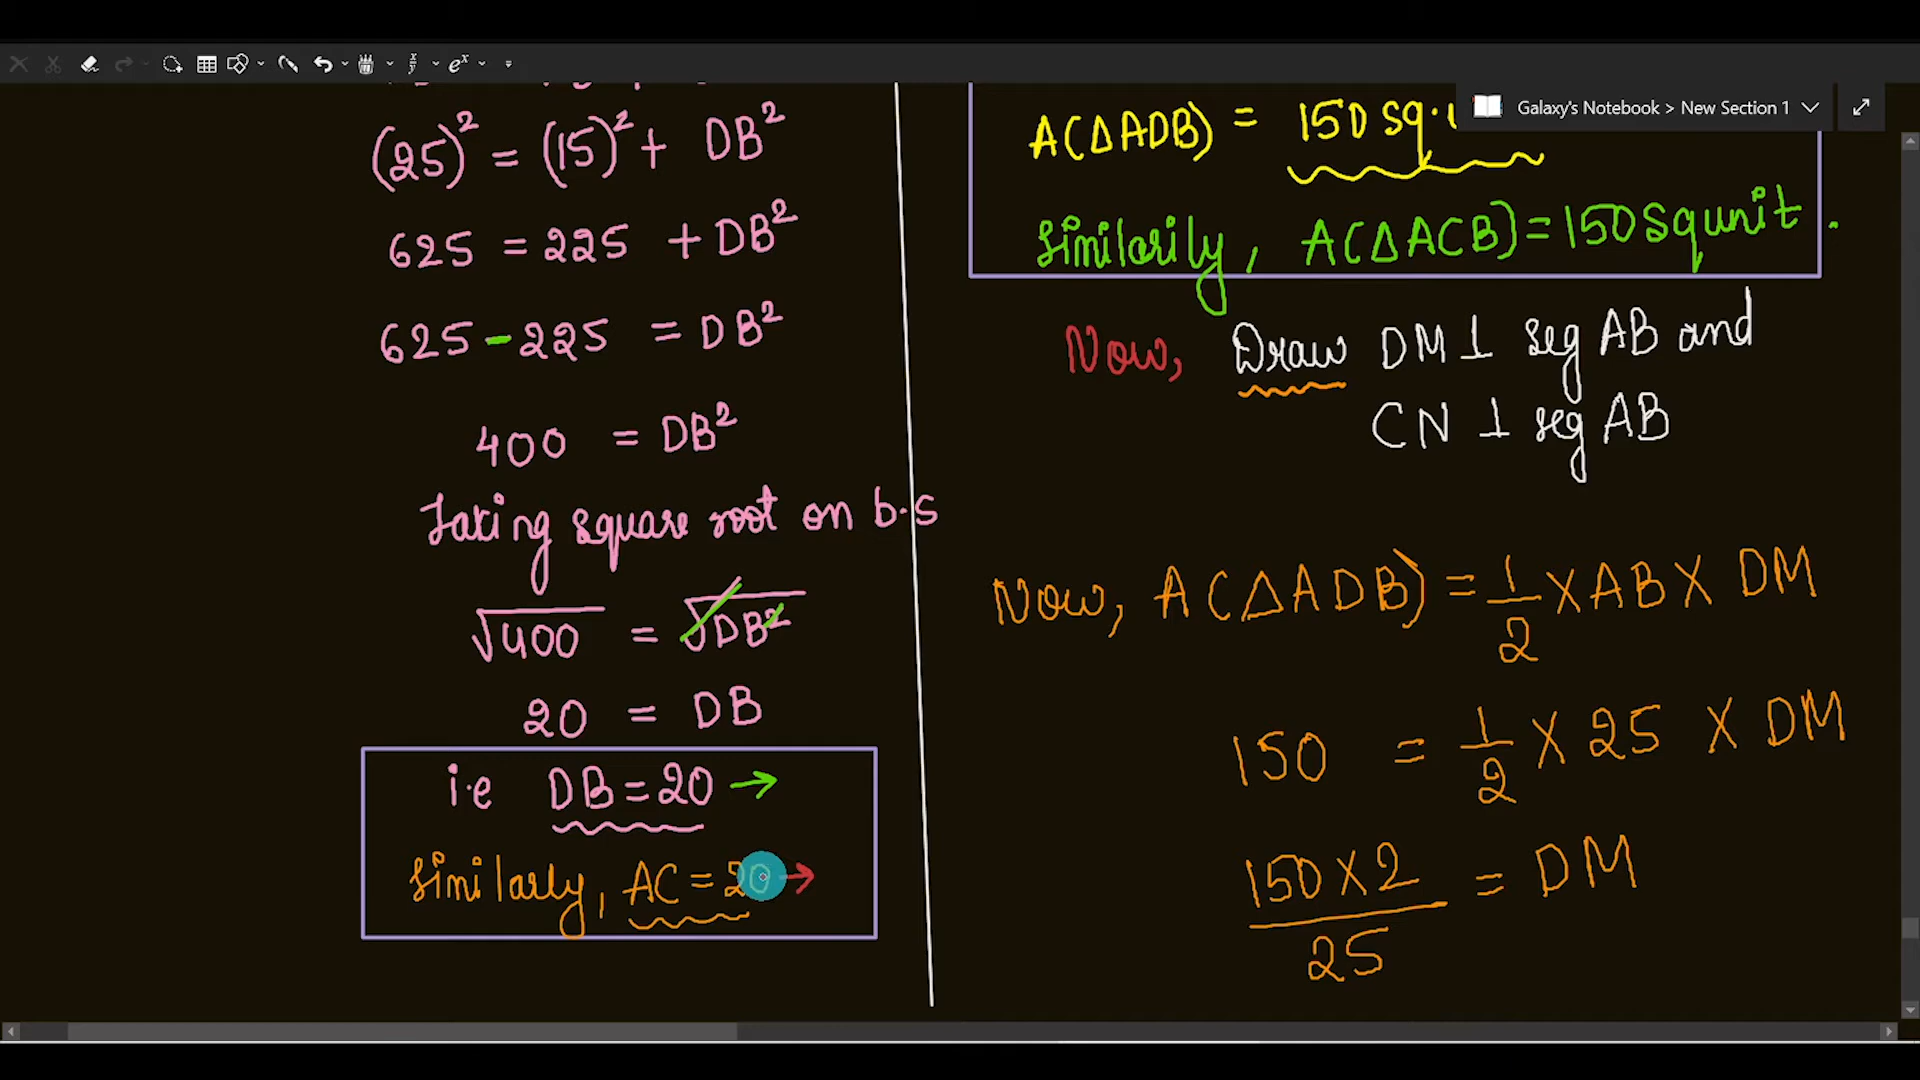 Galaxy's Notebook > New Section 1
(25)² = (15)² + DB²
625 = 225 + DB²
625 - 225 = DB²
400 = DB²
Taking square root on b.s
√400 = √DB²
20 = DB
i.e DB = 20 →
Similarly, AC = 20 →
A(△ADB) = 150 sq.
Similarily, A(△ACB) = 150 sq unit.
Now, Draw DM ⊥ seg AB and
CN ⊥ seg AB
Now, A(△ADB) = 1/2 × AB × DM
150 = 1/2 × 25 × DM
150 × 2 / 25 = DM